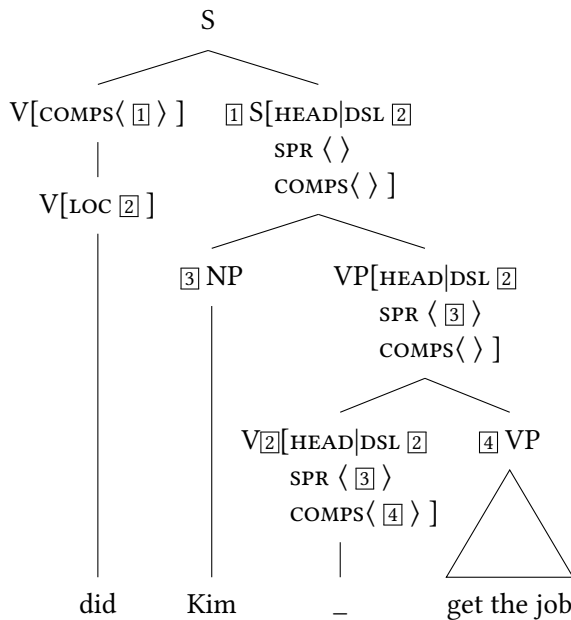 S
V[COMPS⟨ 1 ⟩ ] 1 S[HEAD|DSL 2
SPR ⟨ ⟩
COMPS⟨ ⟩ ]
V[LOC 2 ]
3 NP VP[HEAD|DSL 2
SPR ⟨ 3 ⟩
COMPS⟨ ⟩ ]
V2[HEAD|DSL 2 4 VP
SPR ⟨ 3 ⟩
COMPS⟨ 4 ⟩ ]
did Kim _ get the job